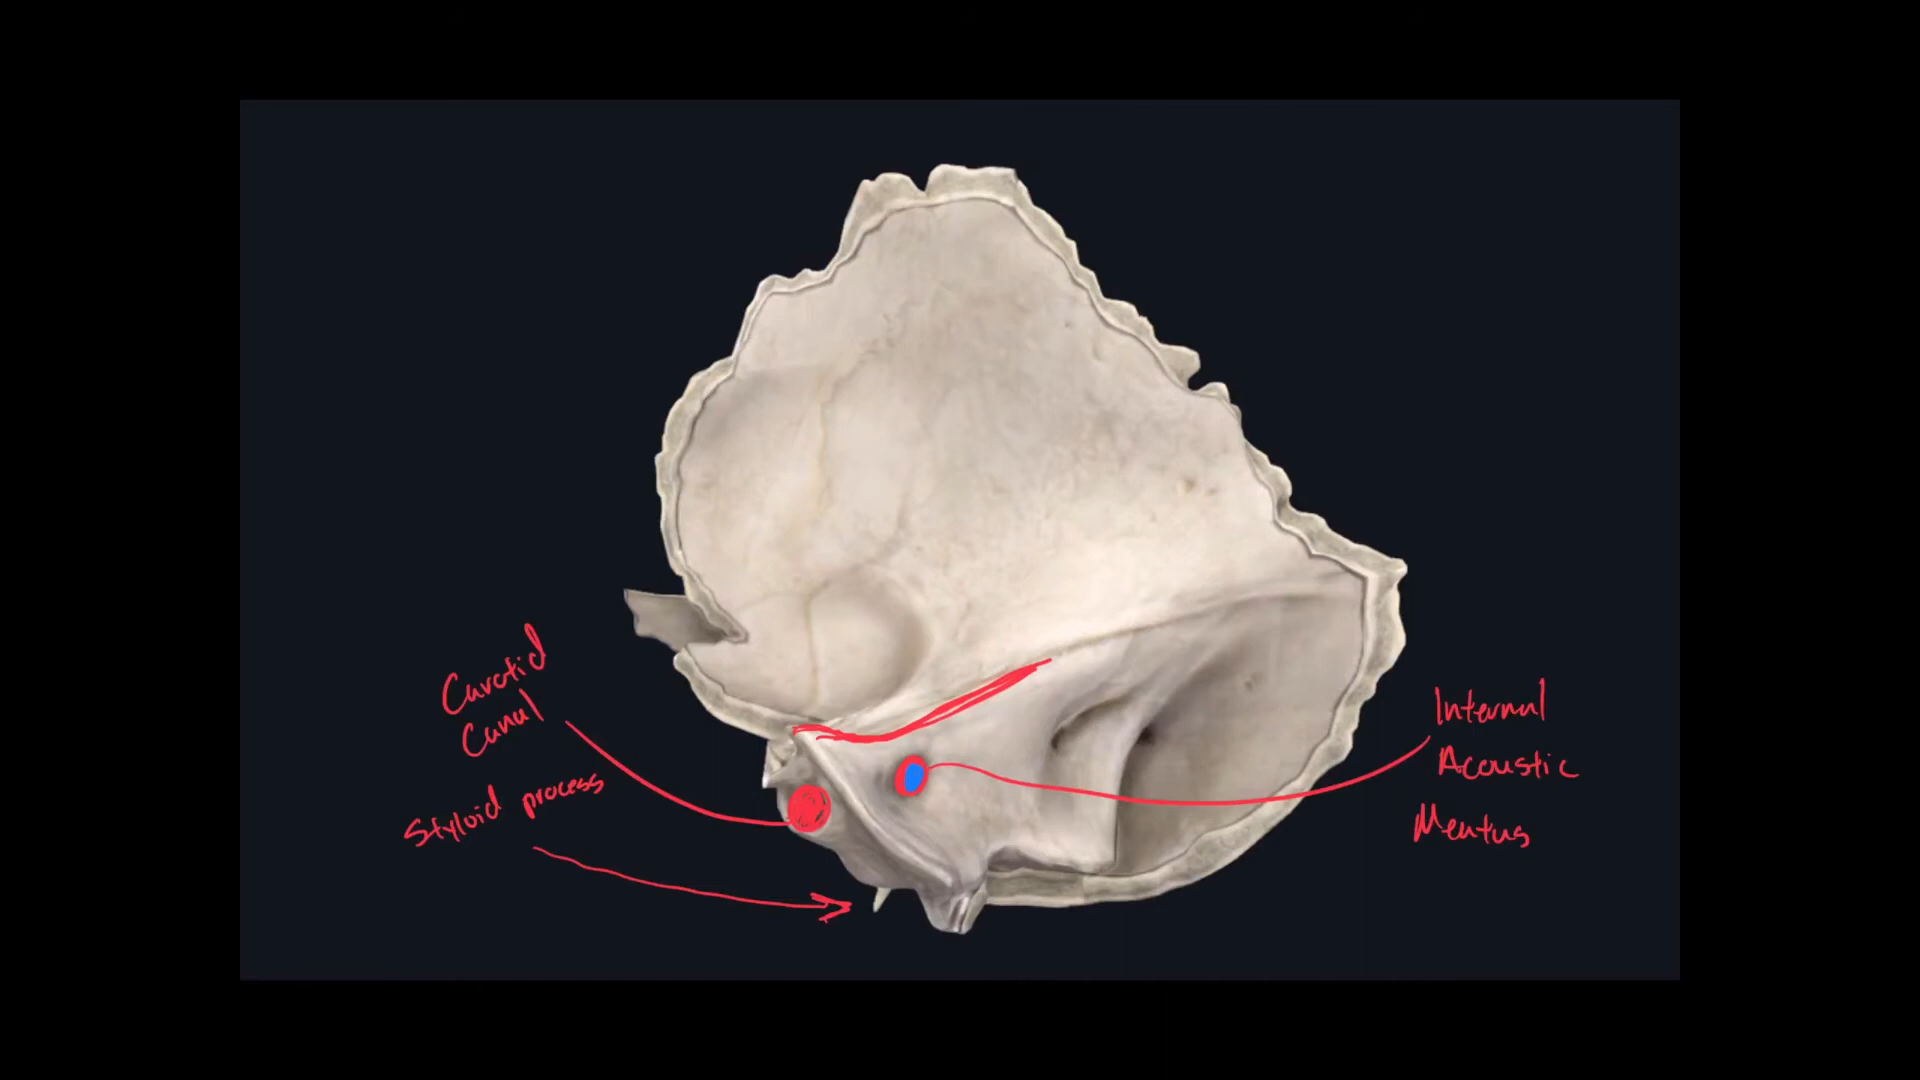 Carotid
Canal
Styloid process
Internal
Acoustic
Meatus